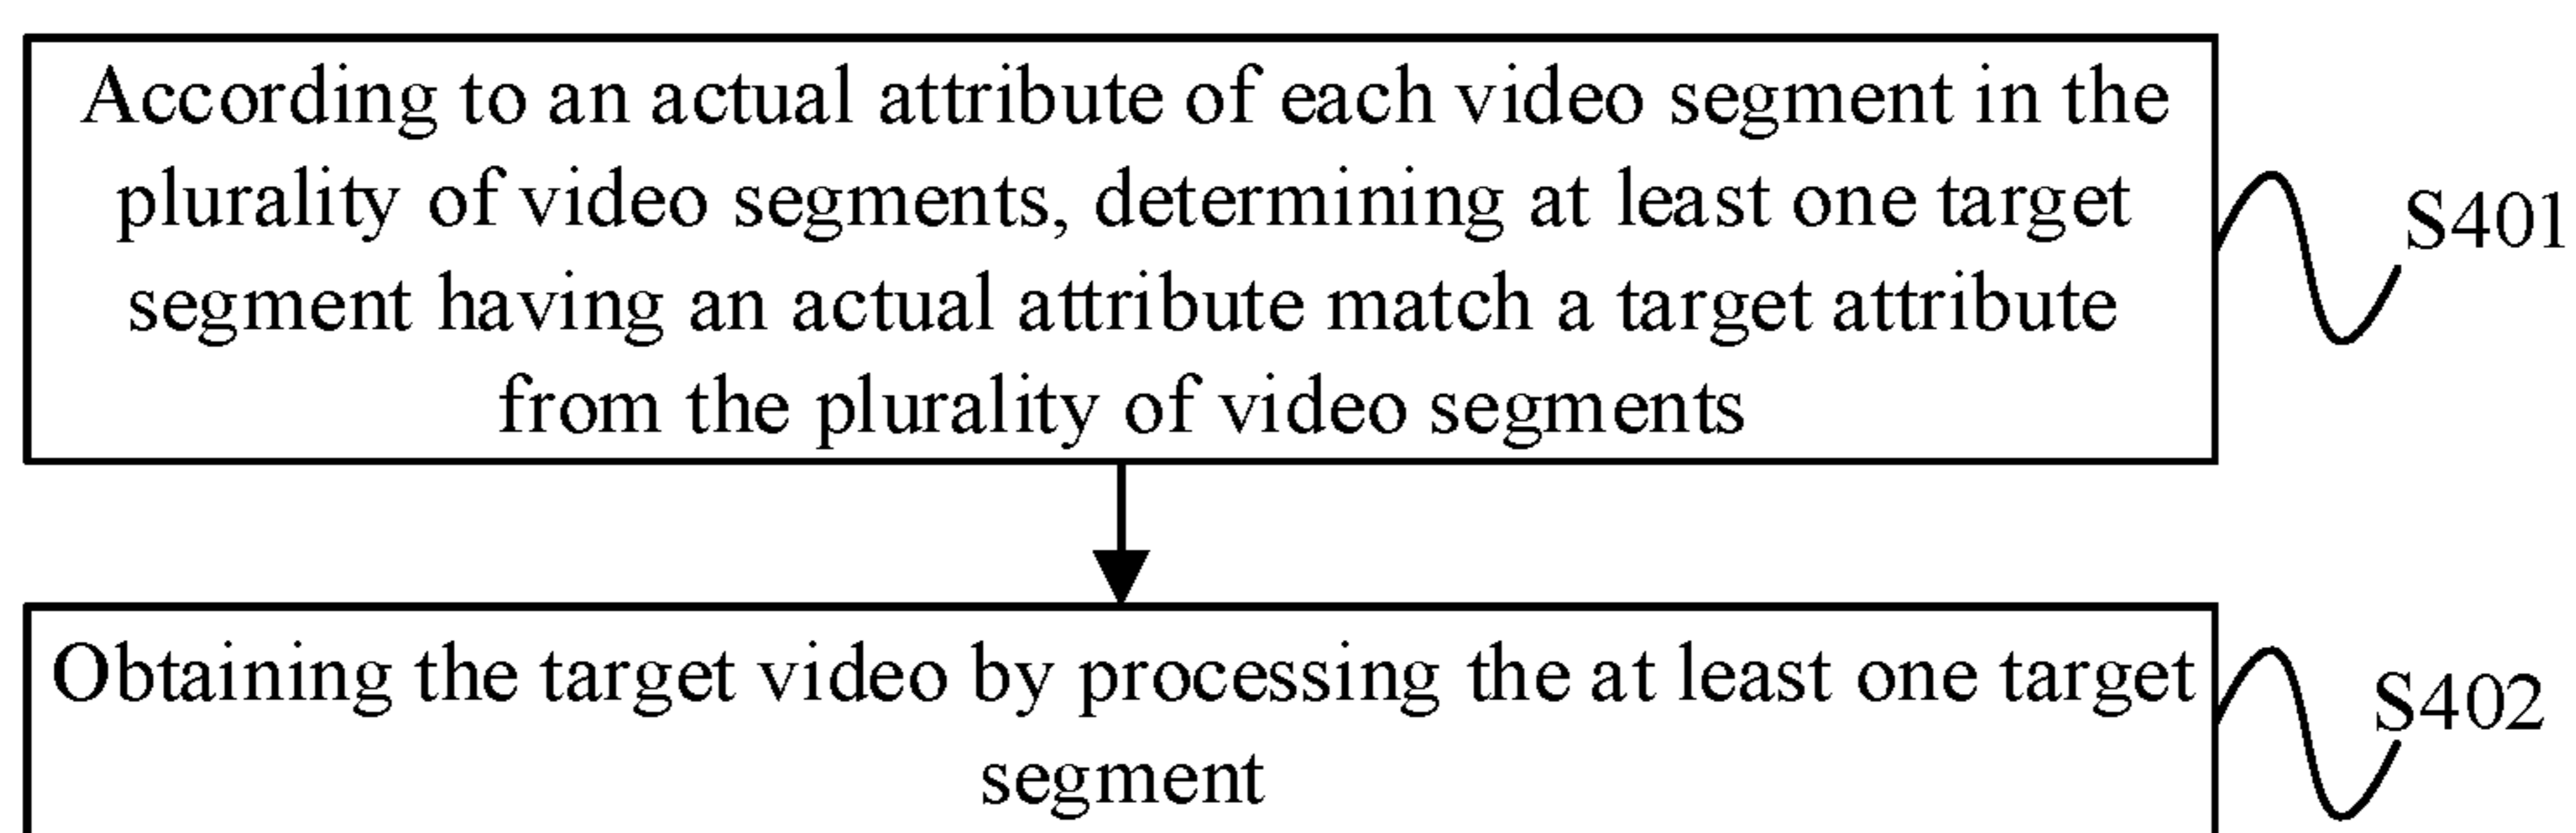 According to an actual attribute of each video segment in the
plurality of video segments, determining at least one target
segment having an actual attribute match a target attribute
from the plurality of video segments
S401
Obtaining the target video by processing the at least one target
segment
S402